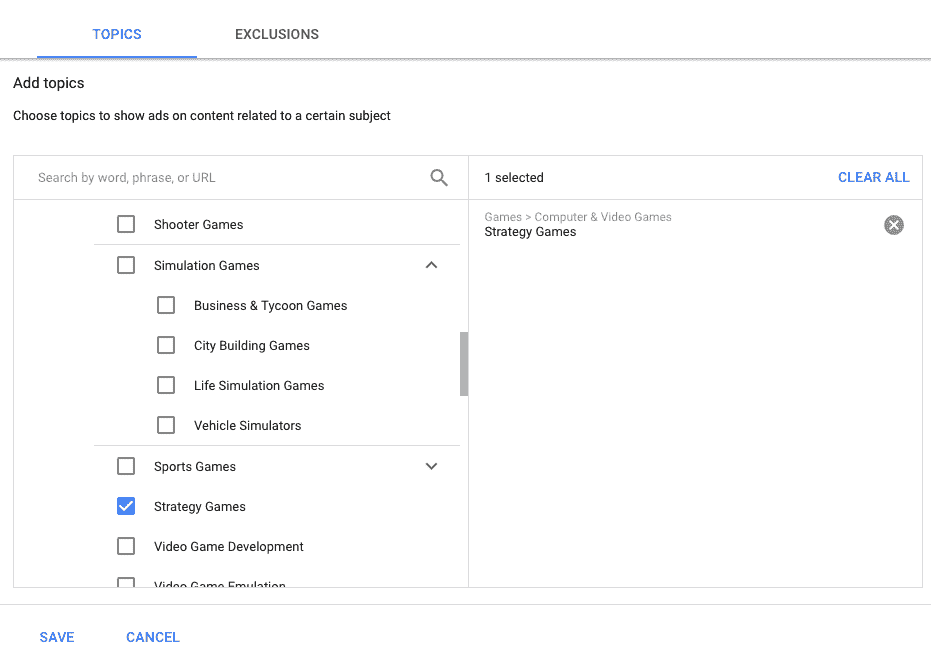 TOPICS
EXCLUSIONS
Add topics
Choose topics to show ads on content related to a certain subject
Search by word, phrase, or URL
Shooter Games
Simulation Games
Business & Tycoon Games
City Building Games
Life Simulation Games
Vehicle Simulators
Sports Games
Strategy Games
Video Game Development
Video Game Emulation
1 selected
CLEAR ALL
Games > Computer & Video Games
Strategy Games
SAVE
CANCEL